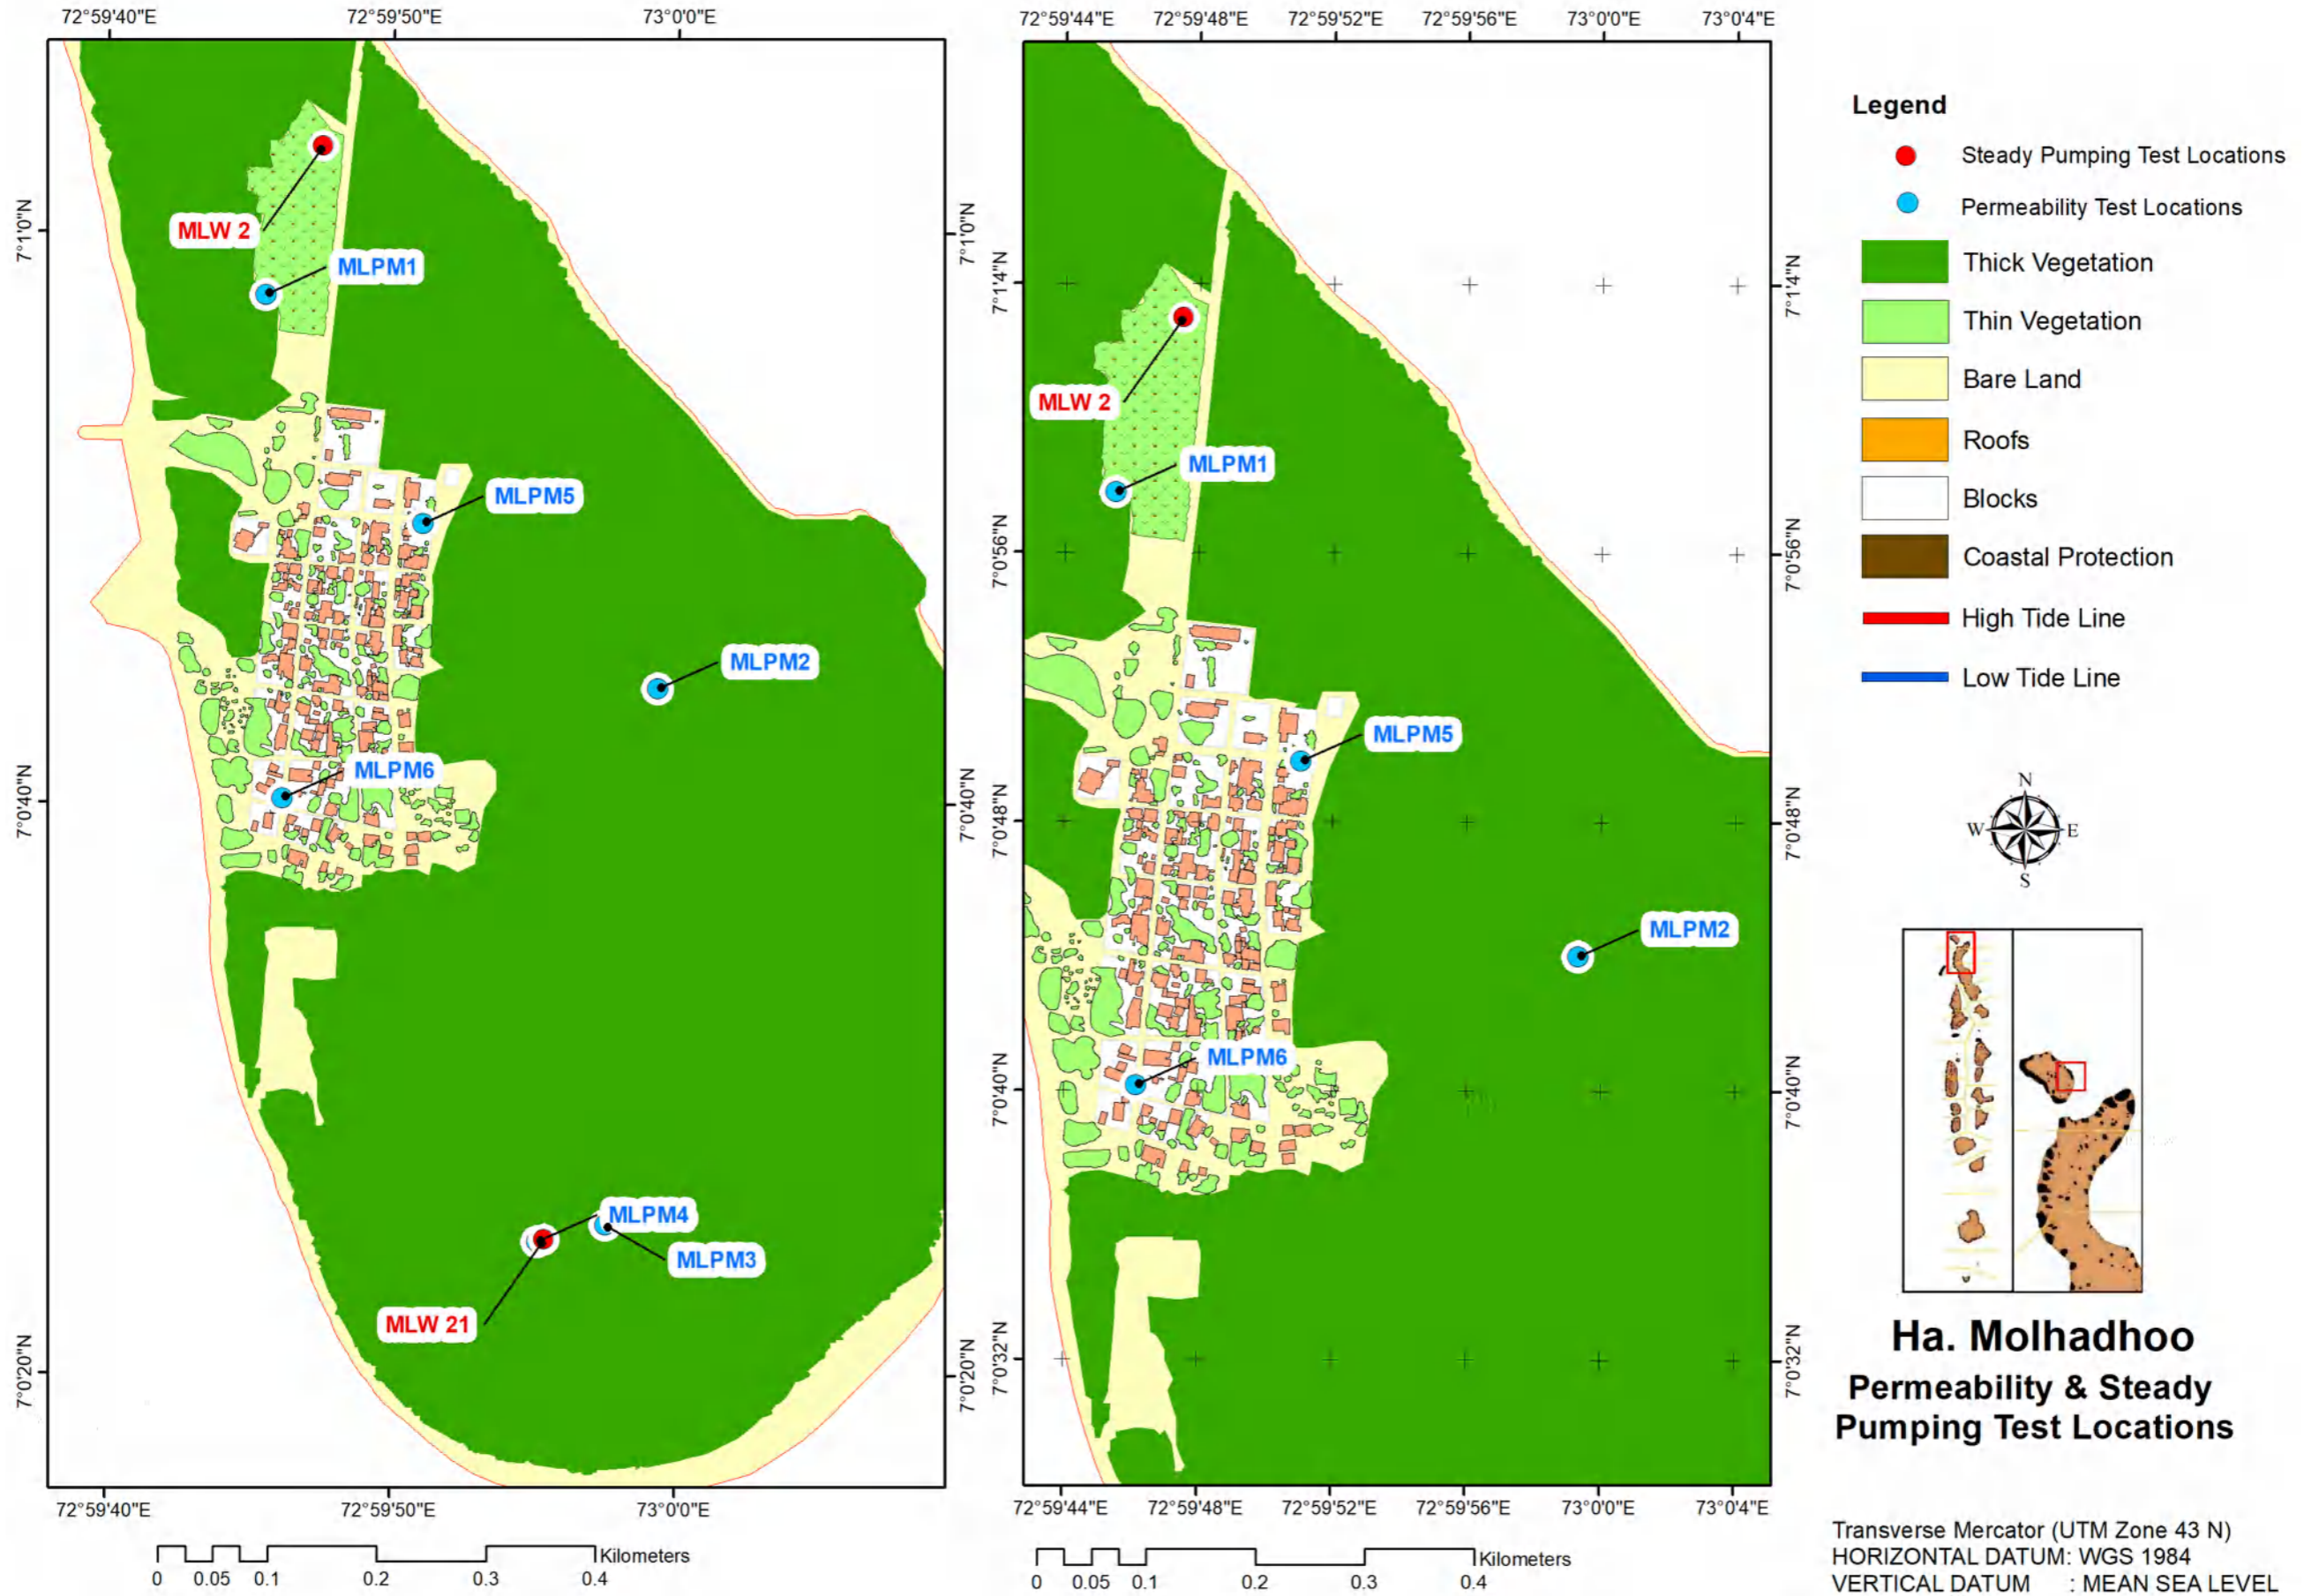 72°59'40"E
72°59'50"E
73°0'0"E
7°1'0"N
7°0'40"N
7°0'20"N
MLW 2
MLPM1
MLPM5
MLPM2
MLPM6
MLPM4
MLPM3
MLW 21
7°1'0"N
7°0'40"N
7°0'20"N
72°59'40"E
72°59'50"E
73°0'0"E
Kilometers
0 0.05 0.1 0.2 0.3 0.4
72°59'44"E
72°59'48"E
72°59'52"E
72°59'56"E
73°0'0"E
73°0'4"E
7°1'4"N
7°0'56"N
7°0'48"N
7°0'40"N
7°0'32"N
MLW 2
MLPM1
MLPM5
MLPM2
MLPM6
7°1'4"N
7°0'56"N
7°0'48"N
7°0'40"N
7°0'32"N
72°59'44"E
72°59'48"E
72°59'52"E
72°59'56"E
73°0'0"E
73°0'4"E
Kilometers
0 0.05 0.1 0.2 0.3 0.4
Legend
Steady Pumping Test Locations
Permeability Test Locations
Thick Vegetation
Thin Vegetation
Bare Land
Roofs
Blocks
Coastal Protection
High Tide Line
Low Tide Line
N
W E
S
Ha. Molhadhoo
Permeability & Steady
Pumping Test Locations
Transverse Mercator (UTM Zone 43 N)
HORIZONTAL DATUM: WGS 1984
VERTICAL DATUM : MEAN SEA LEVEL